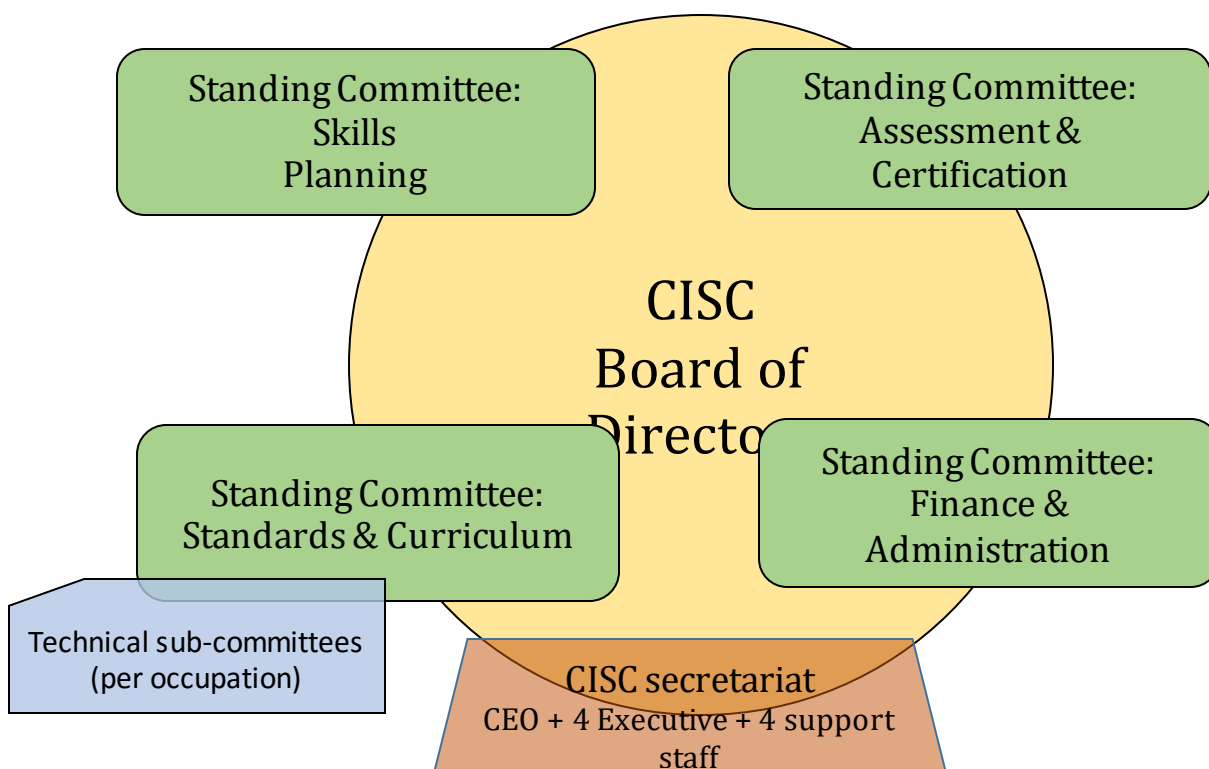 Standing Committee:
Skills
Planning
Standing Committee:
Assessment &
Certification
CISC
Board of
Directo
Standing Committee:
Standards & Curriculum
Standing Committee:
Finance &
Administration
Technical sub-committees
(per occupation)
CISC secretariat
CEO + 4 Executive + 4 support
staff